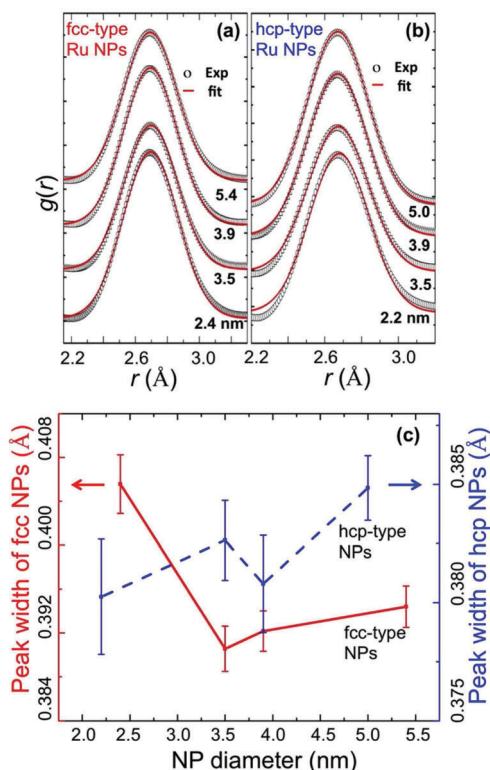 fcc-type
Ru NPs
(a)
o Exp
— fit
5.4
3.9
3.5
2.4 nm
g(r)
2.2 2.6 3.0
r (Å)
hcp-type
Ru NPs
(b)
o Exp
— fit
5.0
3.9
3.5
2.2 nm
2.2 2.6 3.0
r (Å)
(c)
Peak width of fcc NPs (Å)
0.408
0.400
0.392
0.384
Peak width of hcp NPs (Å)
0.385
0.380
0.375
hcp-type
NPs
fcc-type
NPs
2.0 2.5 3.0 3.5 4.0 4.5 5.0 5.5
NP diameter (nm)